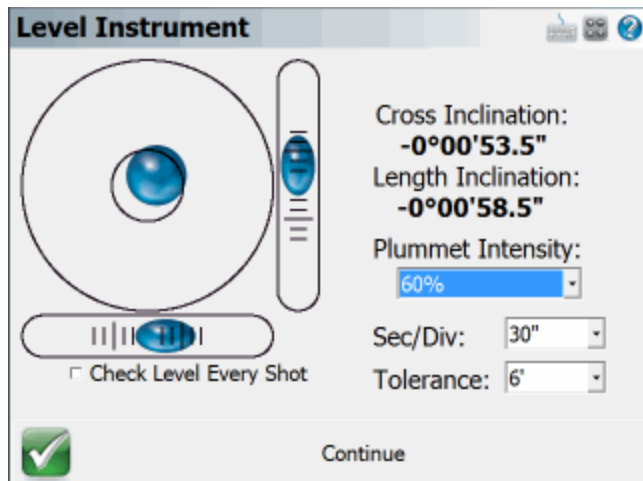 Level Instrument
Cross Inclination:
-0°00'53.5"
Length Inclination:
-0°00'58.5"
Plummet Intensity:
60%
Sec/Div:
30"
Check Level Every Shot
Tolerance:
6'
Continue